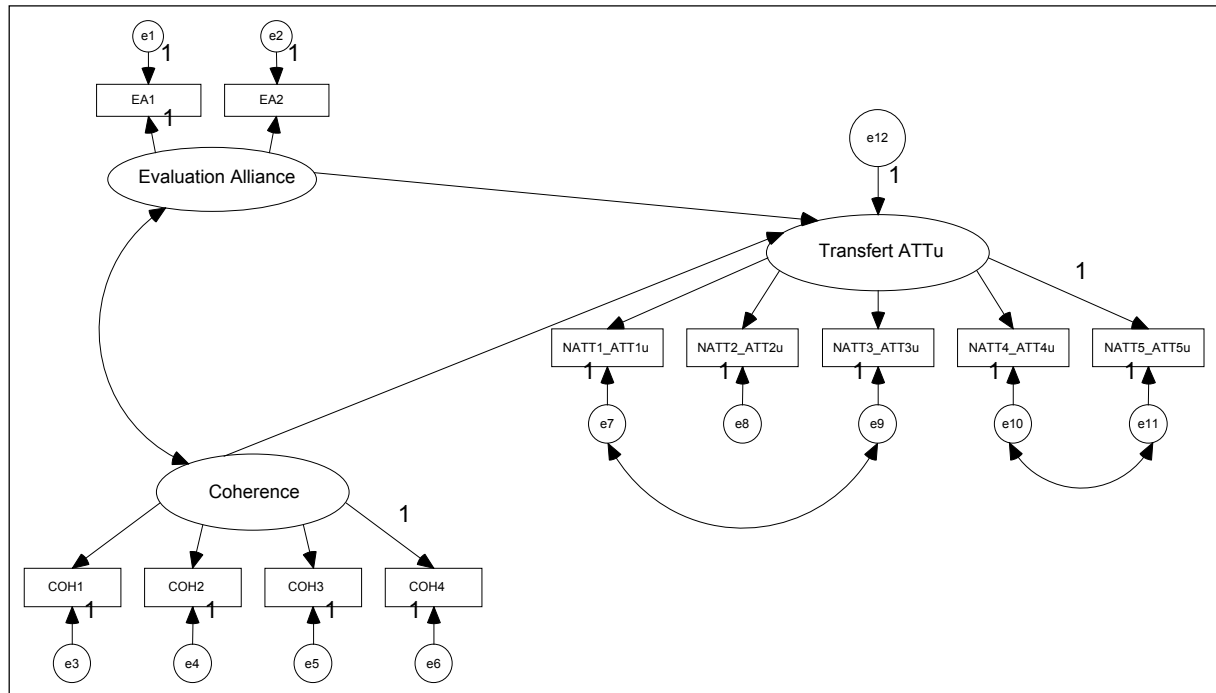 e1
e2
1
1
EA1
EA2
1
Evaluation Alliance
e12
1
Transfert ATTu
1
NATT1_ATT1u
NATT2_ATT2u
NATT3_ATT3u
NATT4_ATT4u
NATT5_ATT5u
1
1
1
1
1
e7
e8
e9
e10
e11
Coherence
1
COH1
COH2
COH3
COH4
1
1
1
1
e3
e4
e5
e6